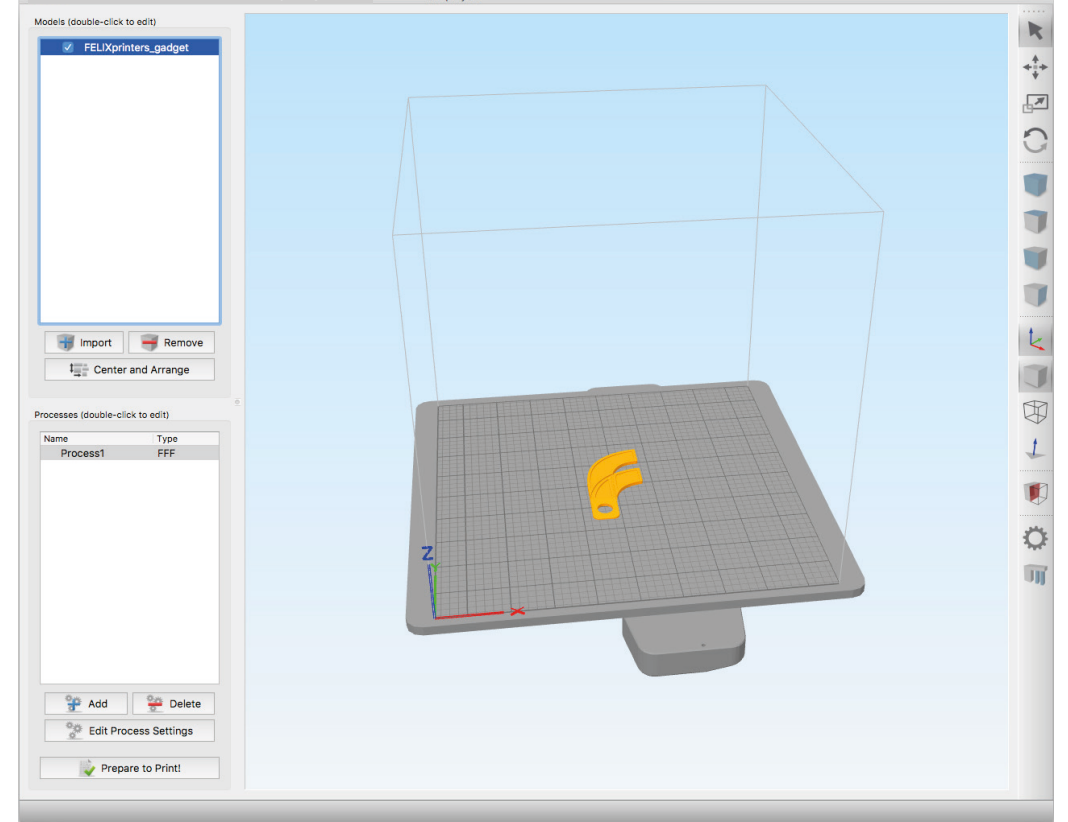 Models (double-click to edit)
FELIXprinters_gadget
Import
Remove
Center and Arrange
Processes (double-click to edit)
Name Type
Process1 FFF
Add
Delete
Edit Process Settings
Prepare to Print!
Z
Y
X